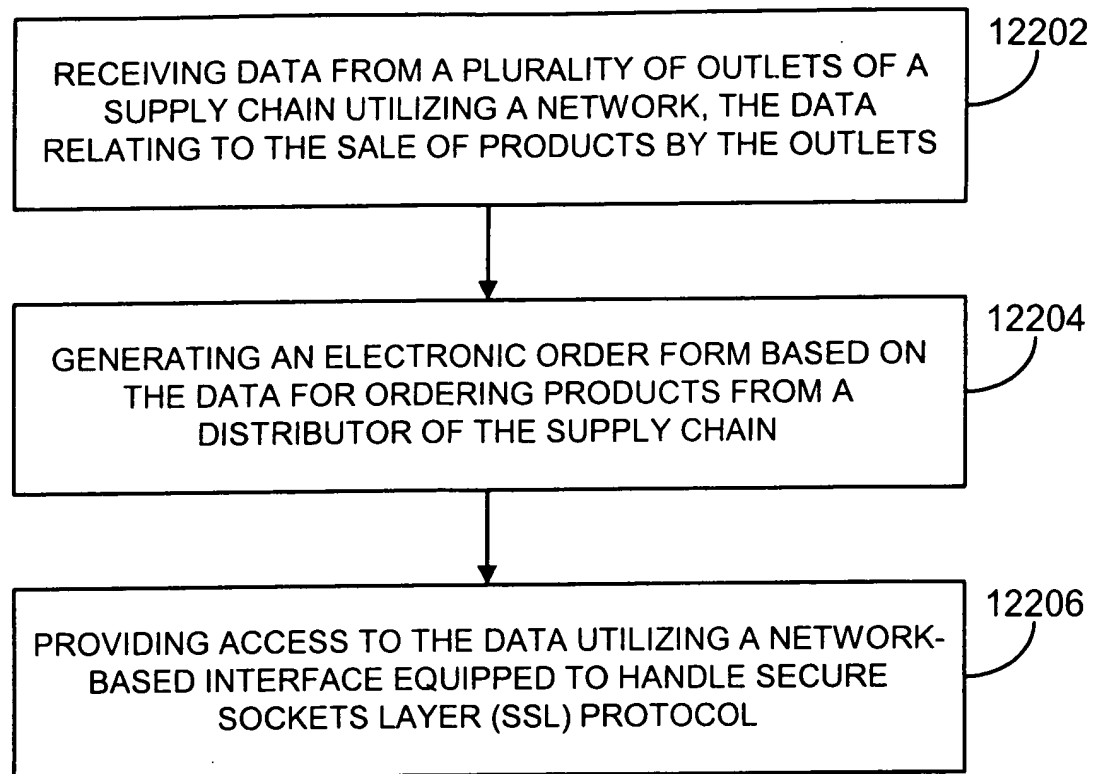 12202
RECEIVING DATA FROM A PLURALITY OF OUTLETS OF A
SUPPLY CHAIN UTILIZING A NETWORK, THE DATA
RELATING TO THE SALE OF PRODUCTS BY THE OUTLETS
12204
GENERATING AN ELECTRONIC ORDER FORM BASED ON
THE DATA FOR ORDERING PRODUCTS FROM A
DISTRIBUTOR OF THE SUPPLY CHAIN
12206
PROVIDING ACCESS TO THE DATA UTILIZING A NETWORK-
BASED INTERFACE EQUIPPED TO HANDLE SECURE
SOCKETS LAYER (SSL) PROTOCOL